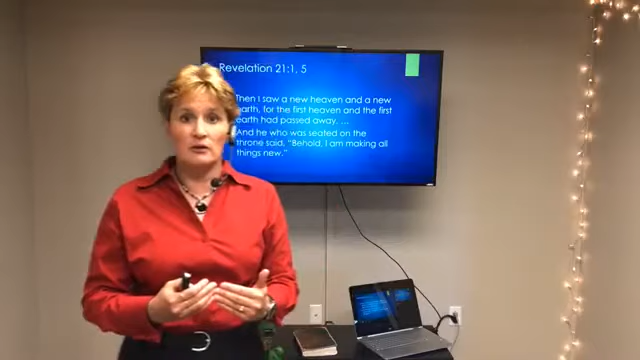 Revelation 21:1, 5
Then I saw a new heaven and a new
earth, for the first heaven and the first
earth had passed away. …
And he who was seated on the
throne said, "Behold, I am making all
things new."